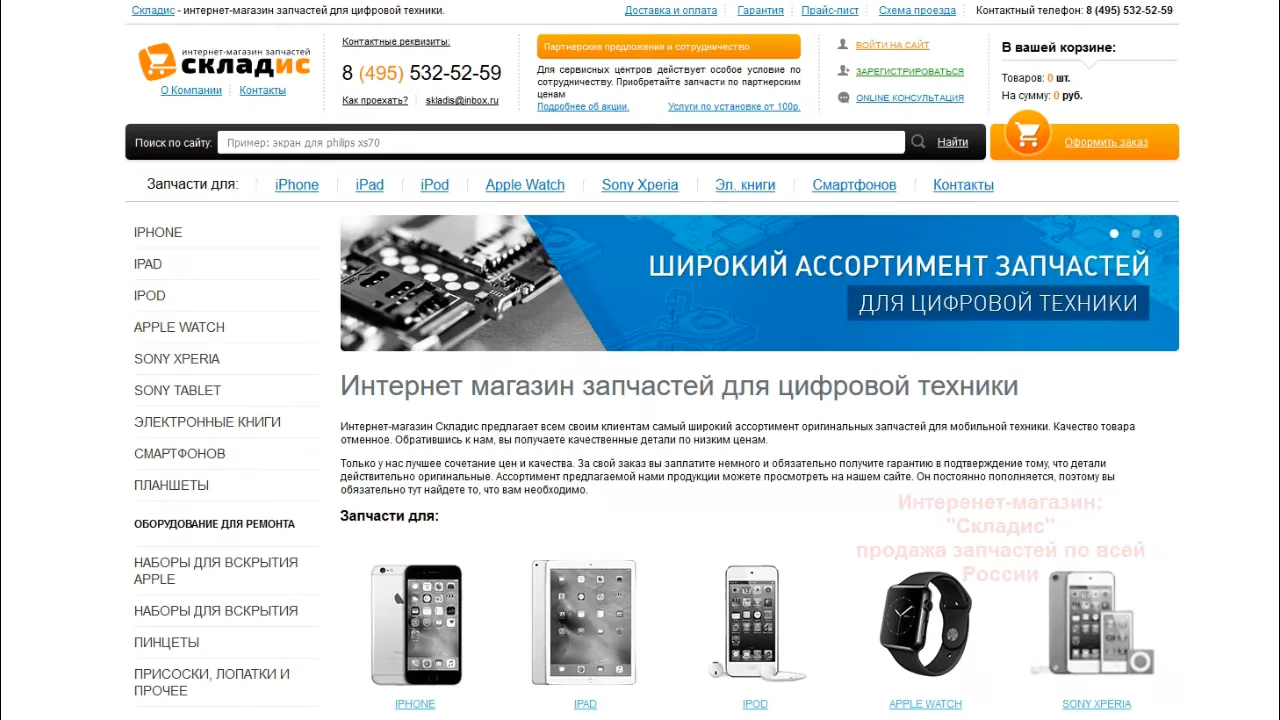 Складис - интернет-магазин запчастей для цифровой техники.
Доставка и оплата
Гарантия
Прайс-лист
Схема проезда
Контактный телефон: 8 (495) 532-52-59
интернет-магазин запчастей
складис
О Компании
Контакты
Контактные реквизиты:
8 (495) 532-52-59
Как проехать?
skladis@inbox.ru
Партнерские предложения и сотрудничество
Для сервисных центров действует особое условие по
сотрудничеству. Приобретайте запчасти по партнерским
ценам
Подробнее об акции.
Услуги по установке от 100р.
ВОЙТИ НА САЙТ
ЗАРЕГИСТРИРОВАТЬСЯ
ONLINE КОНСУЛЬТАЦИЯ
В вашей корзине:
Товаров: 0 шт.
На сумму: 0 руб.
Поиск по сайту:
Пример: экран для philips xs70
Найти
Оформить заказ
Запчасти для:
iPhone
iPad
iPod
Apple Watch
Sony Xperia
Эл. книги
Смартфонов
Контакты
IPHONE
IPAD
IPOD
APPLE WATCH
SONY XPERIA
SONY TABLET
ЭЛЕКТРОННЫЕ КНИГИ
СМАРТФОНОВ
ПЛАНШЕТЫ
ОБОРУДОВАНИЕ ДЛЯ РЕМОНТА
НАБОРЫ ДЛЯ ВСКРЫТИЯ
APPLE
НАБОРЫ ДЛЯ ВСКРЫТИЯ
ПИНЦЕТЫ
ПРИСОСКИ, ЛОПАТКИ И
ПРОЧЕЕ
ШИРОКИЙ АССОРТИМЕНТ ЗАПЧАСТЕЙ
ДЛЯ ЦИФРОВОЙ ТЕХНИКИ
Интернет магазин запчастей для цифровой техники
Интернет-магазин Складис предлагает всем своим клиентам самый широкий ассортимент оригинальных запчастей для мобильной техники. Качество товара
отменное. Обратившись к нам, вы получаете качественные детали по низким ценам.
Только у нас лучшее сочетание цен и качества. За свой заказ вы заплатите немного и обязательно получите гарантию в подтверждение тому, что детали
действительно оригинальные. Ассортимент предлагаемой нами продукции можете просмотреть на нашем сайте. Он постоянно пополняется, поэтому вы
обязательно тут найдете то, что вам необходимо.
Запчасти для:
Интеренет-магазин:
"Складис"
продажа запчастей по всей
России
IPHONE
IPAD
IPOD
APPLE WATCH
SONY XPERIA